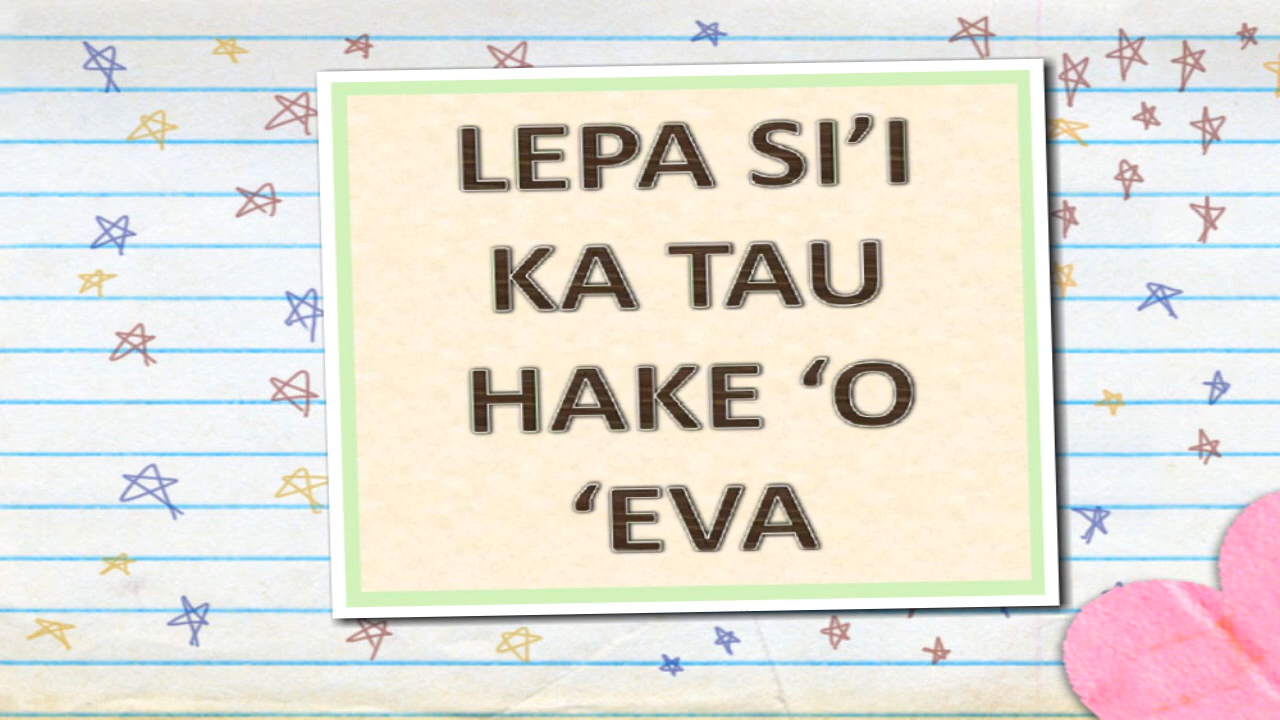 LEPA SI’I
KA TAU
HAKE ‘O
‘EVA